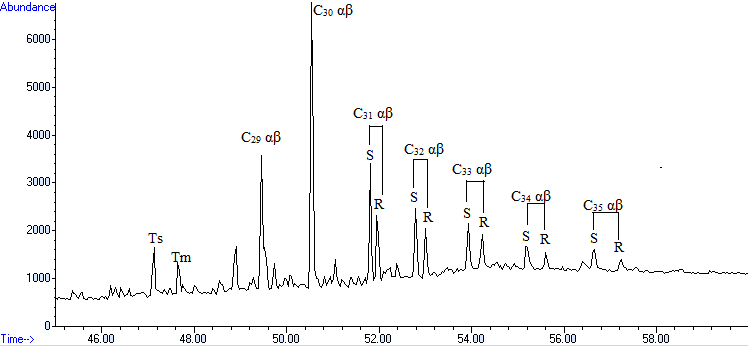 Abundance
C₃₀ αβ
6000
5000
4000
C₂₉ αβ
C₃₁ αβ
C₃₂ αβ
S
3000
C₃₃ αβ
S
R
C₃₄ αβ
C₃₅ αβ
2000
R
S
R
Ts
Tm
S
R
S
R
1000
0
Time-->
46.00
48.00
50.00
52.00
54.00
56.00
58.00